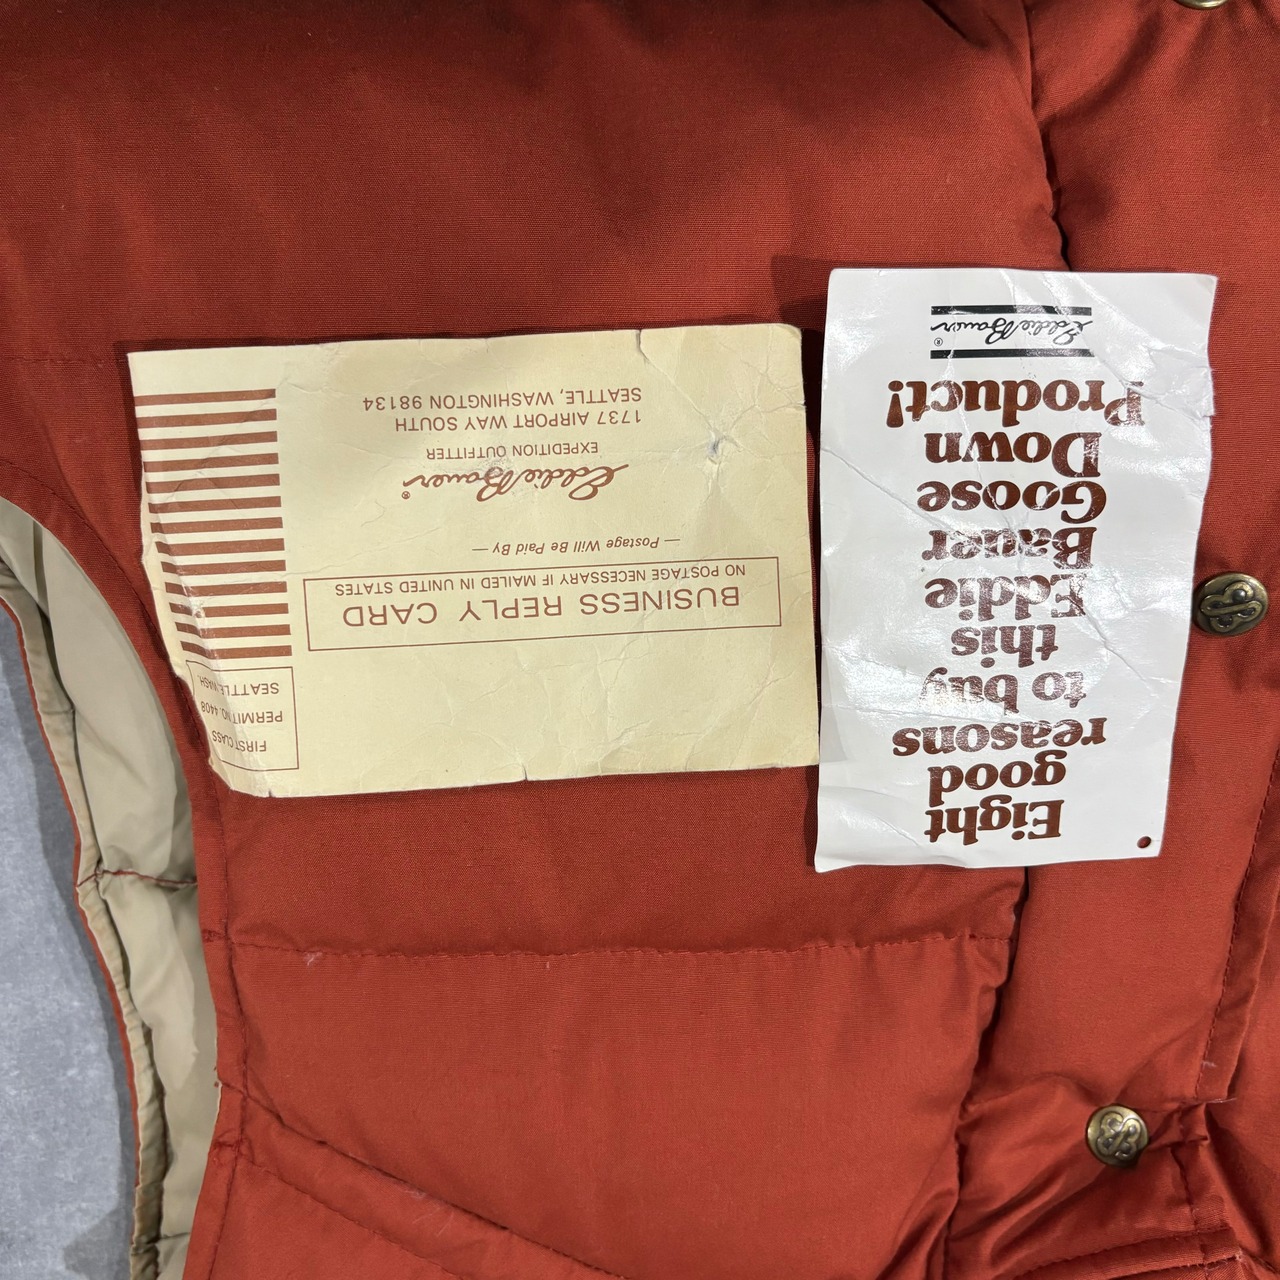 FIRST CLASS
PERMIT NO. 4408
SEATTLE, WASH.
BUSINESS REPLY CARD
NO POSTAGE NECESSARY IF MAILED IN UNITED STATES
— Postage Will Be Paid By —
Eddie Bauer®
EXPEDITION OUTFITTER
1737 AIRPORT WAY SOUTH
SEATTLE, WASHINGTON 98134
Eight
good
reasons
to buy
this
Eddie
Bauer
Goose
Down
Product!
Eddie Bauer®